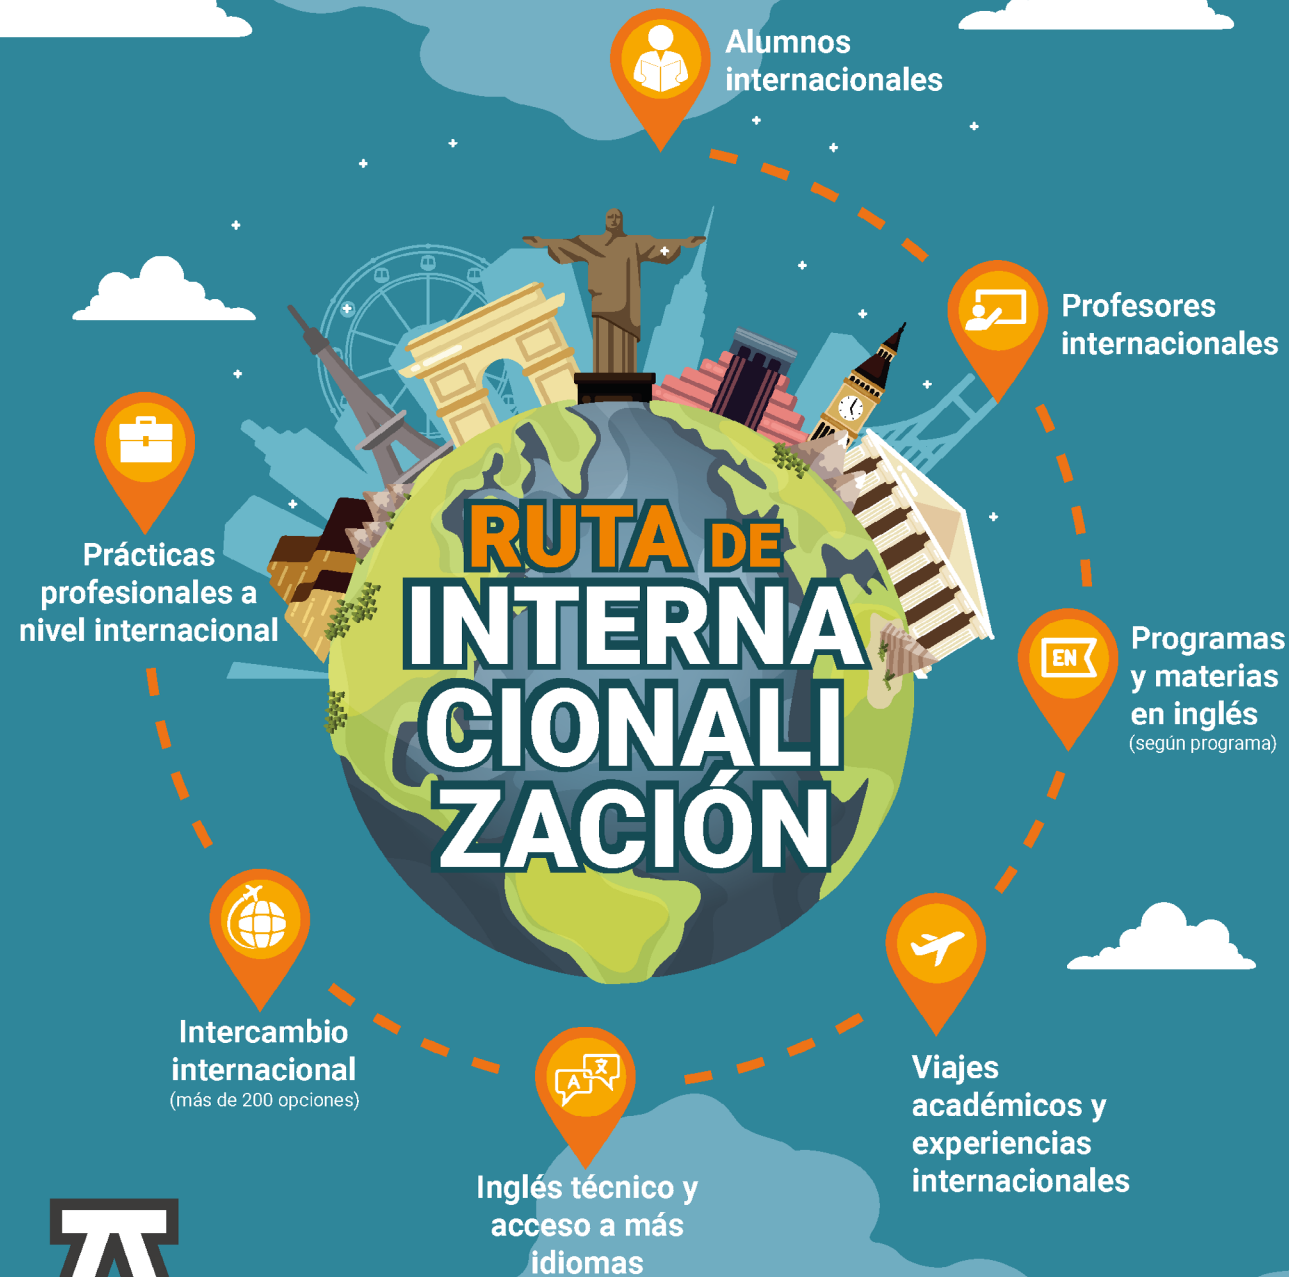 Alumnos
internacionales
Profesores
internacionales
Programas
y materias
en inglés
(según programa)
Viajes
académicos y
experiencias
internacionales
Inglés técnico y
acceso a más
idiomas
Intercambio
internacional
(más de 200 opciones)
Prácticas
profesionales a
nivel internacional
RUTA DE
INTERNA
CIONALI
ZACIÓN
EN
A 文